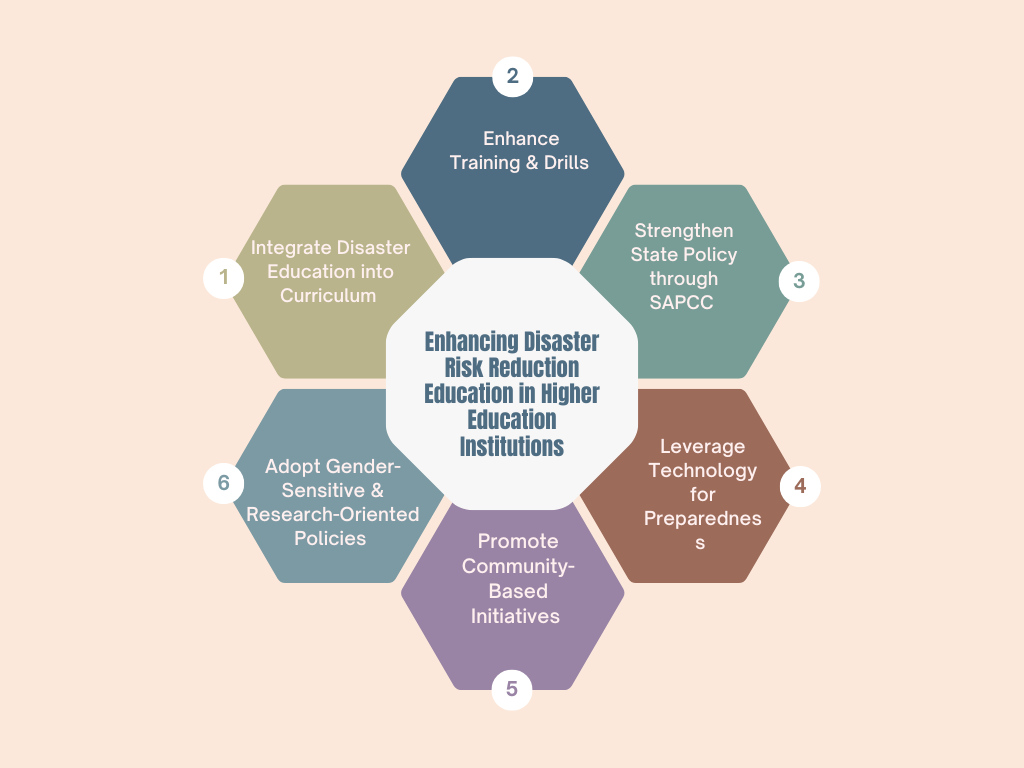 1
Integrate Disaster
Education into
Curriculum
2
Enhance
Training & Drills
3
Strengthen
State Policy
through
SAPCC
4
Leverage
Technology
for
Preparednes
s
5
Promote
Community-
Based
Initiatives
6
Adopt Gender-
Sensitive &
Research-Oriented
Policies
Enhancing Disaster
Risk Reduction
Education in Higher
Education
Institutions